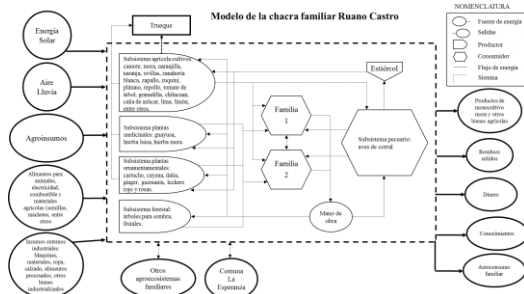 Modelo de la chacra familiar Ruano Castro
NOMENCLATURA
Fuente de energía
Salidas
Productor
Consumidor
Flujo de energía
Sistema
Energía
Solar
Aire
Lluvia
Agroinsumos
Alimentos para
animales,
electricidad,
combustible y
materiales
agrícolas (semillas,
machetes, entre
otros
Insumos externos
industriales:
Maquinas,
materiales, ropa,
calzado, alimentos
procesados, otros
bienes
industrializados
Trueque
Subsistema agrícola cultivos:
camote, mora, naranjilla,
naranja, uvillas, zanahoria
blanca, zapallo, zuquini,
plátano, repollo, tomate de
árbol, granadilla, chilacuan,
caña de azúcar, lima, limón,
entre otros.
Subsistema plantas
medicinales: guayusa,
hierba luisa, hierba mora.
Subsistema plantas
ornamentales:
cartucho, cayena, dalia,
ginger, guzmania, lechero
rojo y rosas.
Subsistema forestal:
árboles para sombra,
frutales.
Familia
1
Familia
2
Mano de
obra
Estiércol
Subsistema pecuario
aves de corral
Productos de
monocultivo
mora y otros
bienes agrícolas
Residuos
sólidos
Dinero
Conocimientos
Autoconsumo
familiar
Otros
agroecosistemas
familiares
Comuna
La
Esperanza